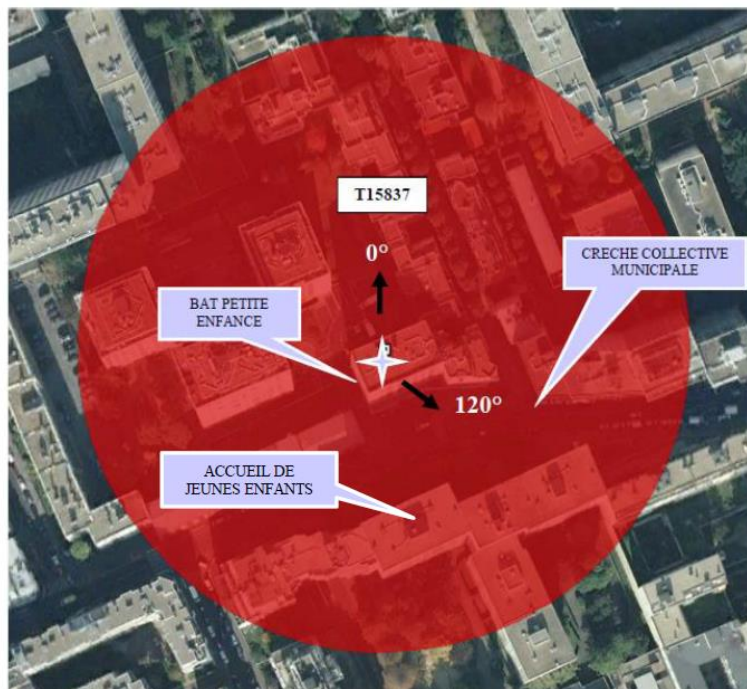 T15837
0°
CRECHE COLLECTIVE
MUNICIPALE
BAT PETITE
ENFANCE
120°
ACCUEIL DE
JEUNES ENFANTS